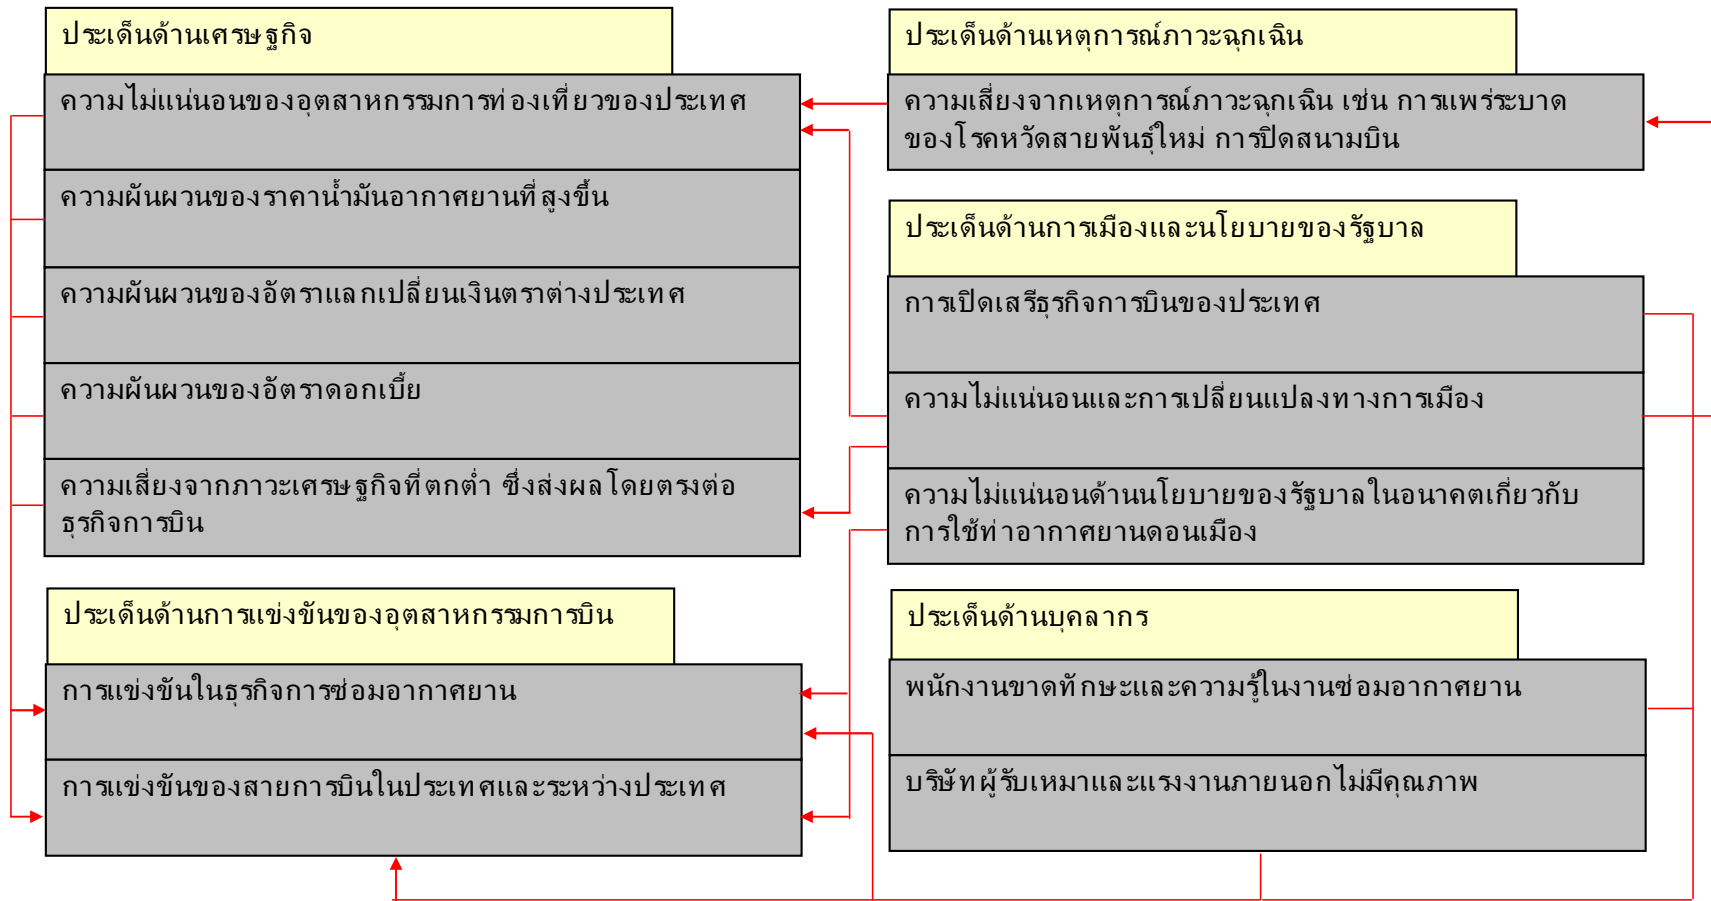 ประเด็นด้านเศรษฐกิจ
ความไม่แน่นอนของอุตสาหกรรมการท่องเที่ยวของประเทศ
ความผันผวนของราคาน้ำมันอากาศยานที่สูงขึ้น
ความผันผวนของอัตราแลกเปลี่ยนเงินตราต่างประเทศ
ความผันผวนของอัตราดอกเบี้ย
ความเสี่ยงจากภาวะเศรษฐกิจที่ตกต่ำ ซึ่งส่งผลโดยตรงต่อ
ธุรกิจการบิน
ประเด็นด้านการแข่งขันของอุตสาหกรรมการบิน
การแข่งขันในธุรกิจการซ่อมอากาศยาน
การแข่งขันของสายการบินในประเทศและระหว่างประเทศ
ประเด็นด้านเหตุการณ์ภาวะฉุกเฉิน
ความเสี่ยงจากเหตุการณ์ภาวะฉุกเฉิน เช่น การแพร่ระบาด
ของโรคหวัดสายพันธุ์ใหม่ การปิดสนามบิน
ประเด็นด้านการเมืองและนโยบายของรัฐบาล
การเปิดเสรีธุรกิจการบินของประเทศ
ความไม่แน่นอนและการเปลี่ยนแปลงทางการเมือง
ความไม่แน่นอนด้านนโยบายของรัฐบาลในอนาคตเกี่ยวกับ
การใช้ท่าอากาศยานดอนเมือง
ประเด็นด้านบุคลากร
พนักงานขาดทักษะและความรู้ในงานซ่อมอากาศยาน
บริษัทผู้รับเหมาและแรงงานภายนอกไม่มีคุณภาพ